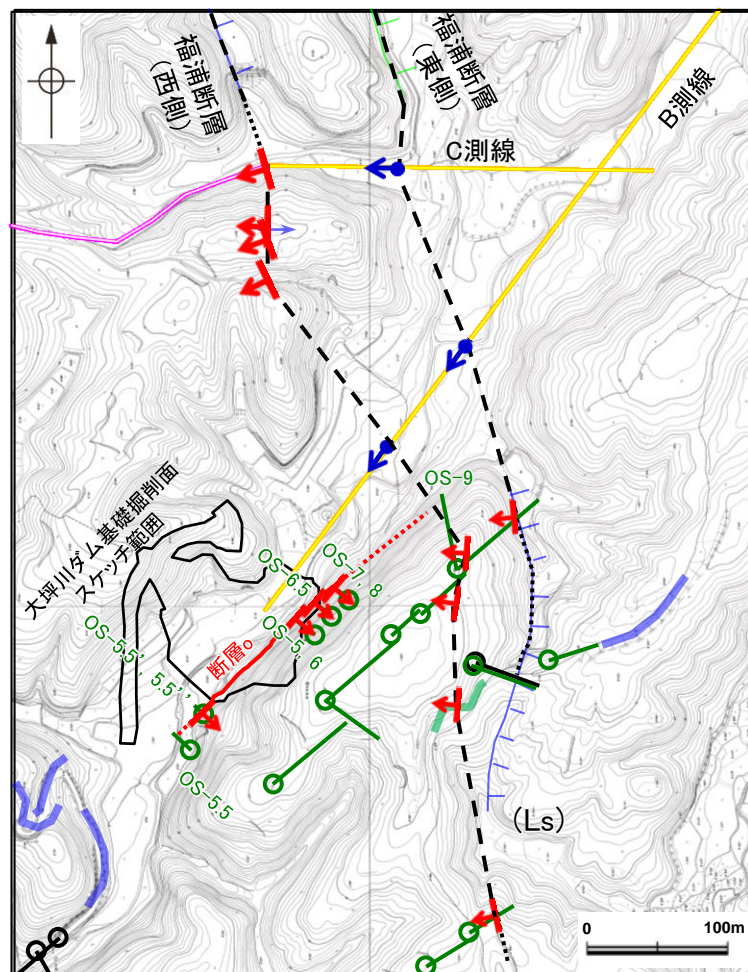 福浦断層
(西側)
福浦断層
(東側)
B測線
C測線
OS-9
大坪川ダム基礎掘削面
スケッチ範囲
OS-7, 8
OS-6.5
OS-5, 6
断層o
OS-5.5', 5.5''
OS-5.5
(Ls)
0 100m